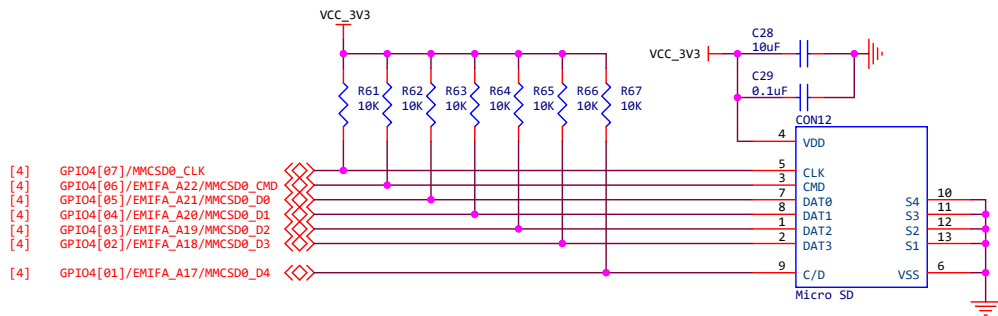 VCC_3V3
C28
10uF
VCC_3V3
C29
0.1uF
R61 R62 R63 R64 R65 R66 R67
10K 10K 10K 10K 10K 10K 10K
CON12
4 VDD
[4] GPIO4[07]/MMCSD0_CLK 5 CLK
[4] GPIO4[06]/EMIFA_A22/MMCSD0_CMD 3 CMD
[4] GPIO4[05]/EMIFA_A21/MMCSD0_D0 7 DAT0 S4 10
[4] GPIO4[04]/EMIFA_A20/MMCSD0_D1 8 DAT1 S3 11
[4] GPIO4[03]/EMIFA_A19/MMCSD0_D2 1 DAT2 S2 12
[4] GPIO4[02]/EMIFA_A18/MMCSD0_D3 2 DAT3 S1 13
[4] GPIO4[01]/EMIFA_A17/MMCSD0_D4 9 C/D VSS 6
Micro SD